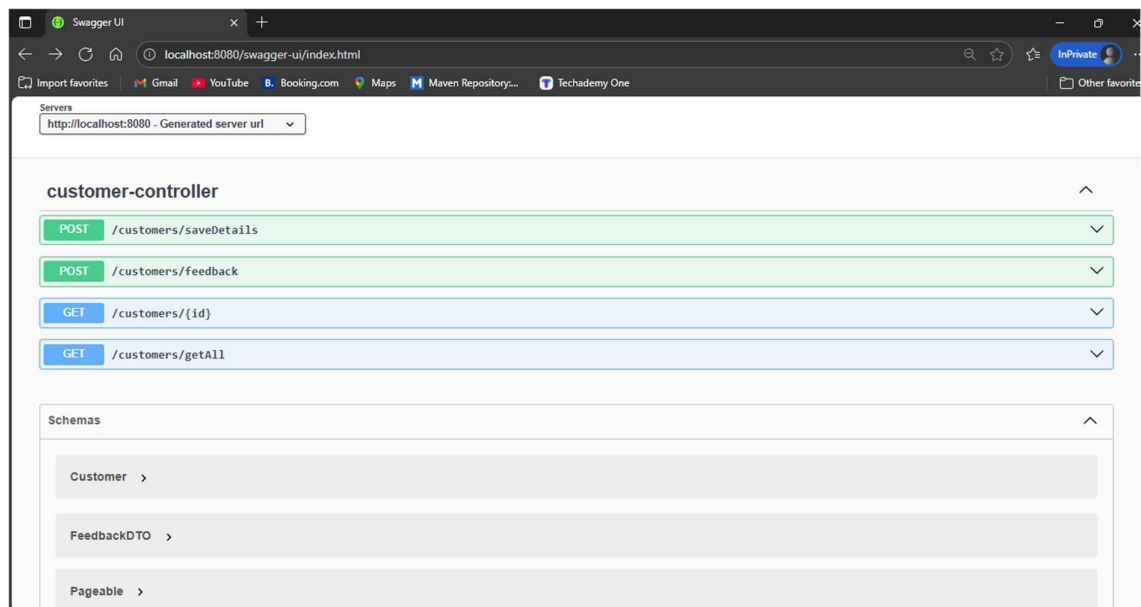 Swagger UI
localhost:8080/swagger-ui/index.html
InPrivate
Import favorites Gmail YouTube B. Booking.com Maps M Maven Repository:... Techademy One Other favorite
Servers
http://localhost:8080 - Generated server url
customer-controller
POST /customers/saveDetails
POST /customers/feedback
GET /customers/{id}
GET /customers/getAll
Schemas
Customer
FeedbackDTO
Pageable